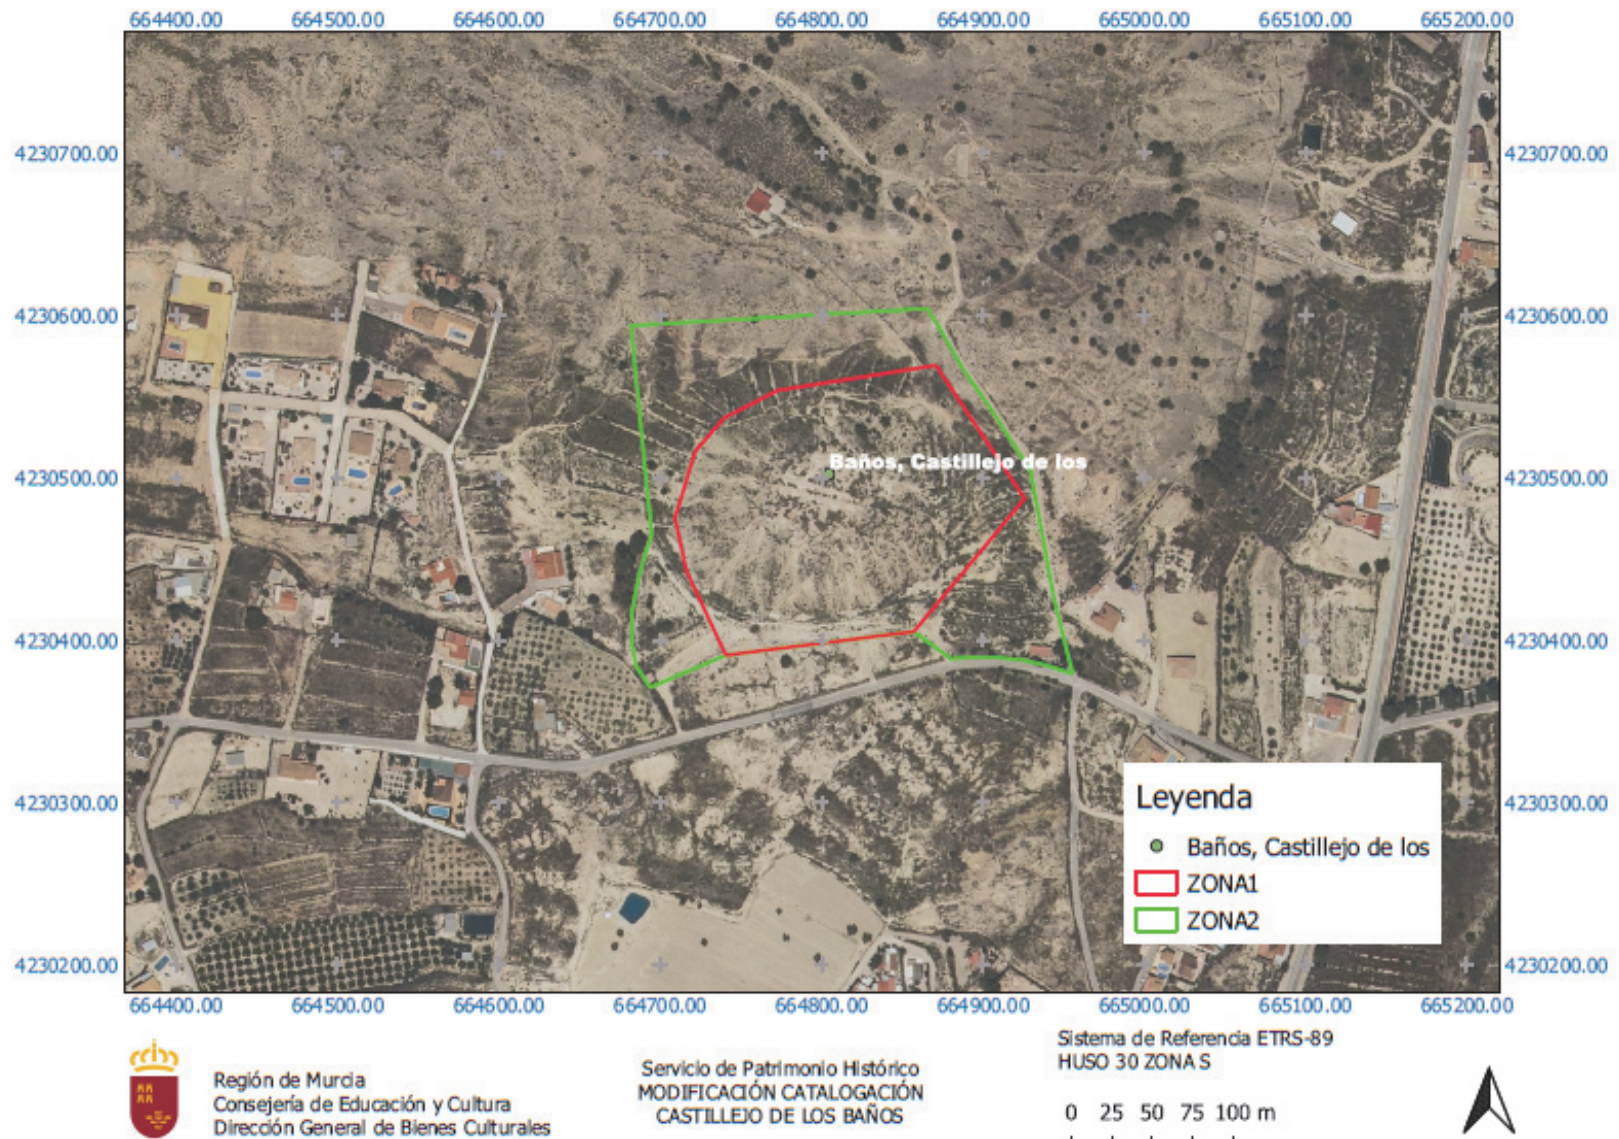 664400.00 664500.00 664600.00 664700.00 664800.00 664900.00 665000.00 665100.00 665200.00
4230700.00 4230700.00
4230600.00 4230600.00
Baños, Castillejo de los
4230500.00 4230500.00
4230400.00 4230400.00
4230300.00 4230300.00
Leyenda
Baños, Castillejo de los
ZONA1
ZONA2
4230200.00 4230200.00
664400.00 664500.00 664600.00 664700.00 664800.00 664900.00 665000.00 665100.00 665200.00
Región de Murcia
Consejería de Educación y Cultura
Dirección General de Bienes Culturales
Servicio de Patrimonio Histórico
MODIFICACIÓN CATALOGACIÓN
CASTILLEJO DE LOS BAÑOS
Sistema de Referencia ETRS-89
HUSO 30 ZONA S
0 25 50 75 100 m